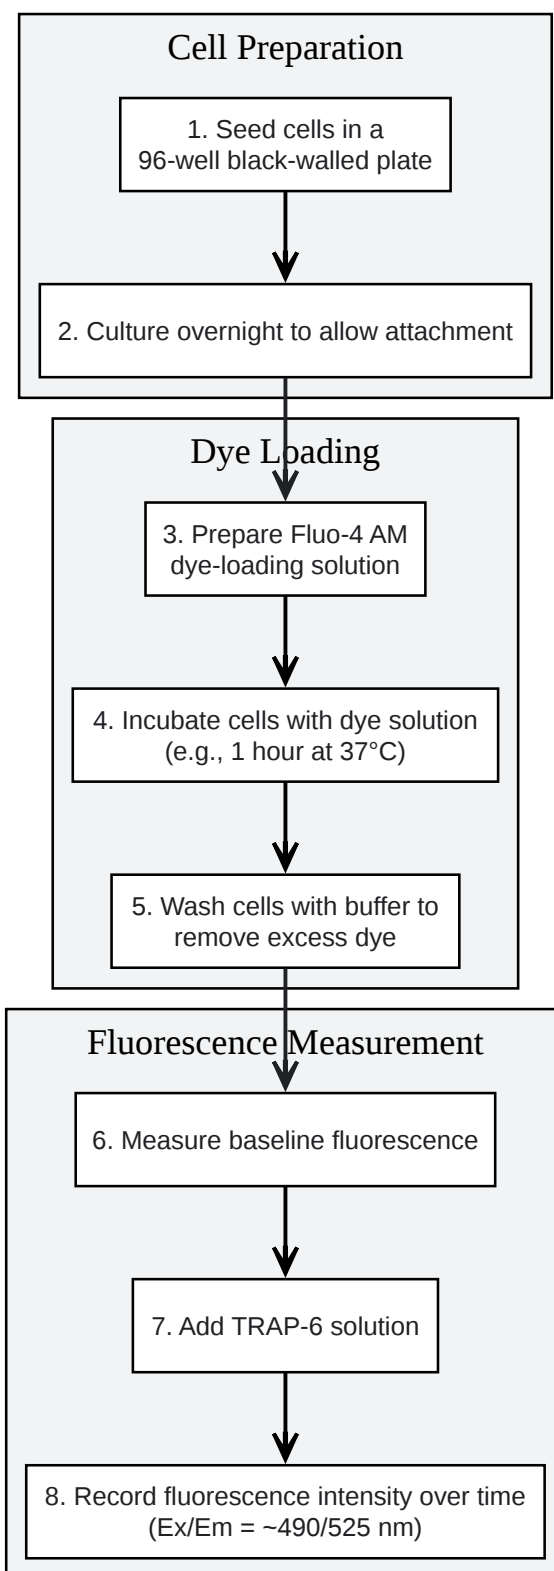 Cell Preparation
1. Seed cells in a
96-well black-walled plate
2. Culture overnight to allow attachment
Dye Loading
3. Prepare Fluo-4 AM
dye-loading solution
4. Incubate cells with dye solution
(e.g., 1 hour at 37°C)
5. Wash cells with buffer to
remove excess dye
Fluorescence Measurement
6. Measure baseline fluorescence
7. Add TRAP-6 solution
8. Record fluorescence intensity over time
(Ex/Em = ~490/525 nm)